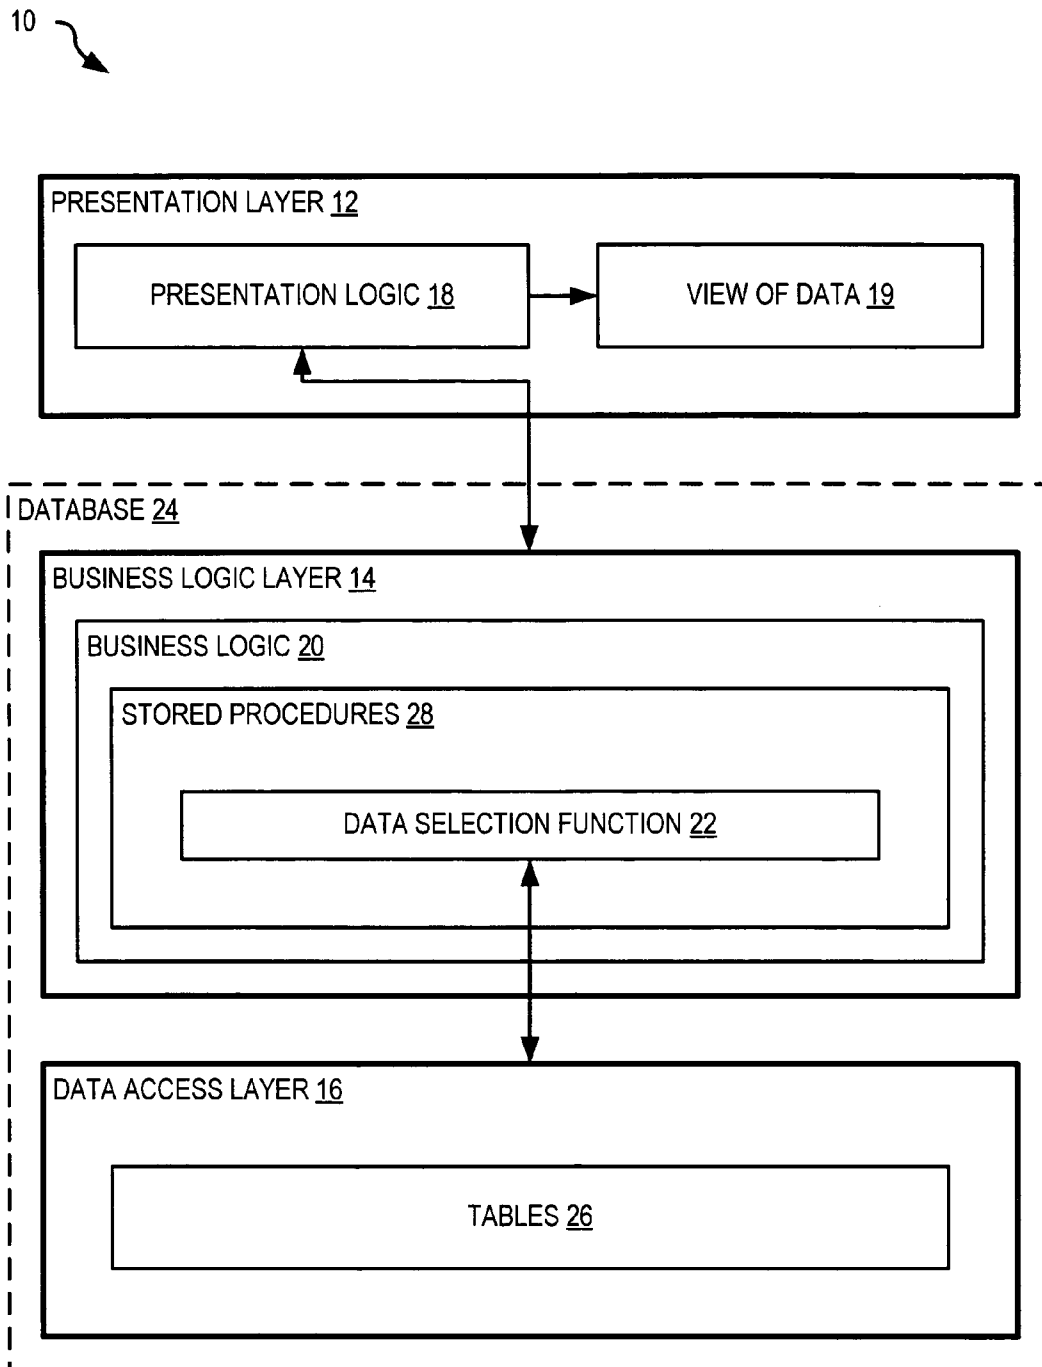 10
PRESENTATION LAYER 12
PRESENTATION LOGIC 18
VIEW OF DATA 19
DATABASE 24
BUSINESS LOGIC LAYER 14
BUSINESS LOGIC 20
STORED PROCEDURES 28
DATA SELECTION FUNCTION 22
DATA ACCESS LAYER 16
TABLES 26